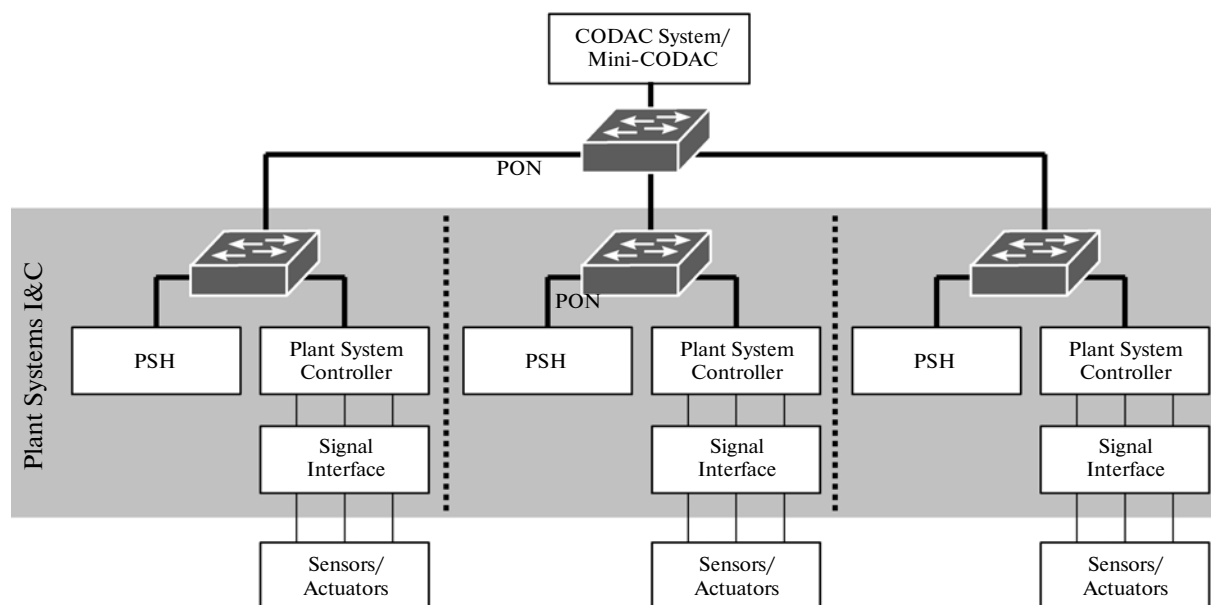 CODAC System/
Mini-CODAC
PON
Plant Systems I&C
PON
PSH
Plant System
Controller
PSH
Plant System
Controller
PSH
Plant System
Controller
Signal
Interface
Signal
Interface
Signal
Interface
Sensors/
Actuators
Sensors/
Actuators
Sensors/
Actuators